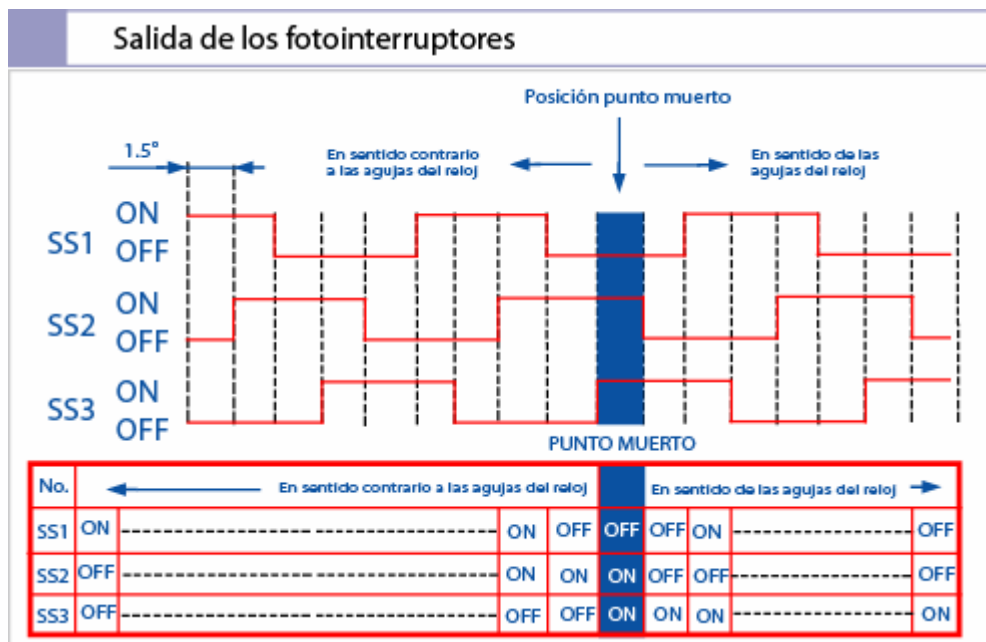 Salida de los fotointerruptores
Posición punto muerto
1.5°
En sentido contrario
a las agujas del reloj
En sentido de las
agujas del reloj
SS1 ON
OFF
SS2 ON
OFF
SS3 ON
OFF
PUNTO MUERTO
No. En sentido contrario a las agujas del reloj En sentido de las agujas del reloj
SS1 ON ON OFF OFF OFF ON OFF
SS2 OFF ON ON ON OFF OFF OFF
SS3 OFF OFF OFF ON ON ON ON